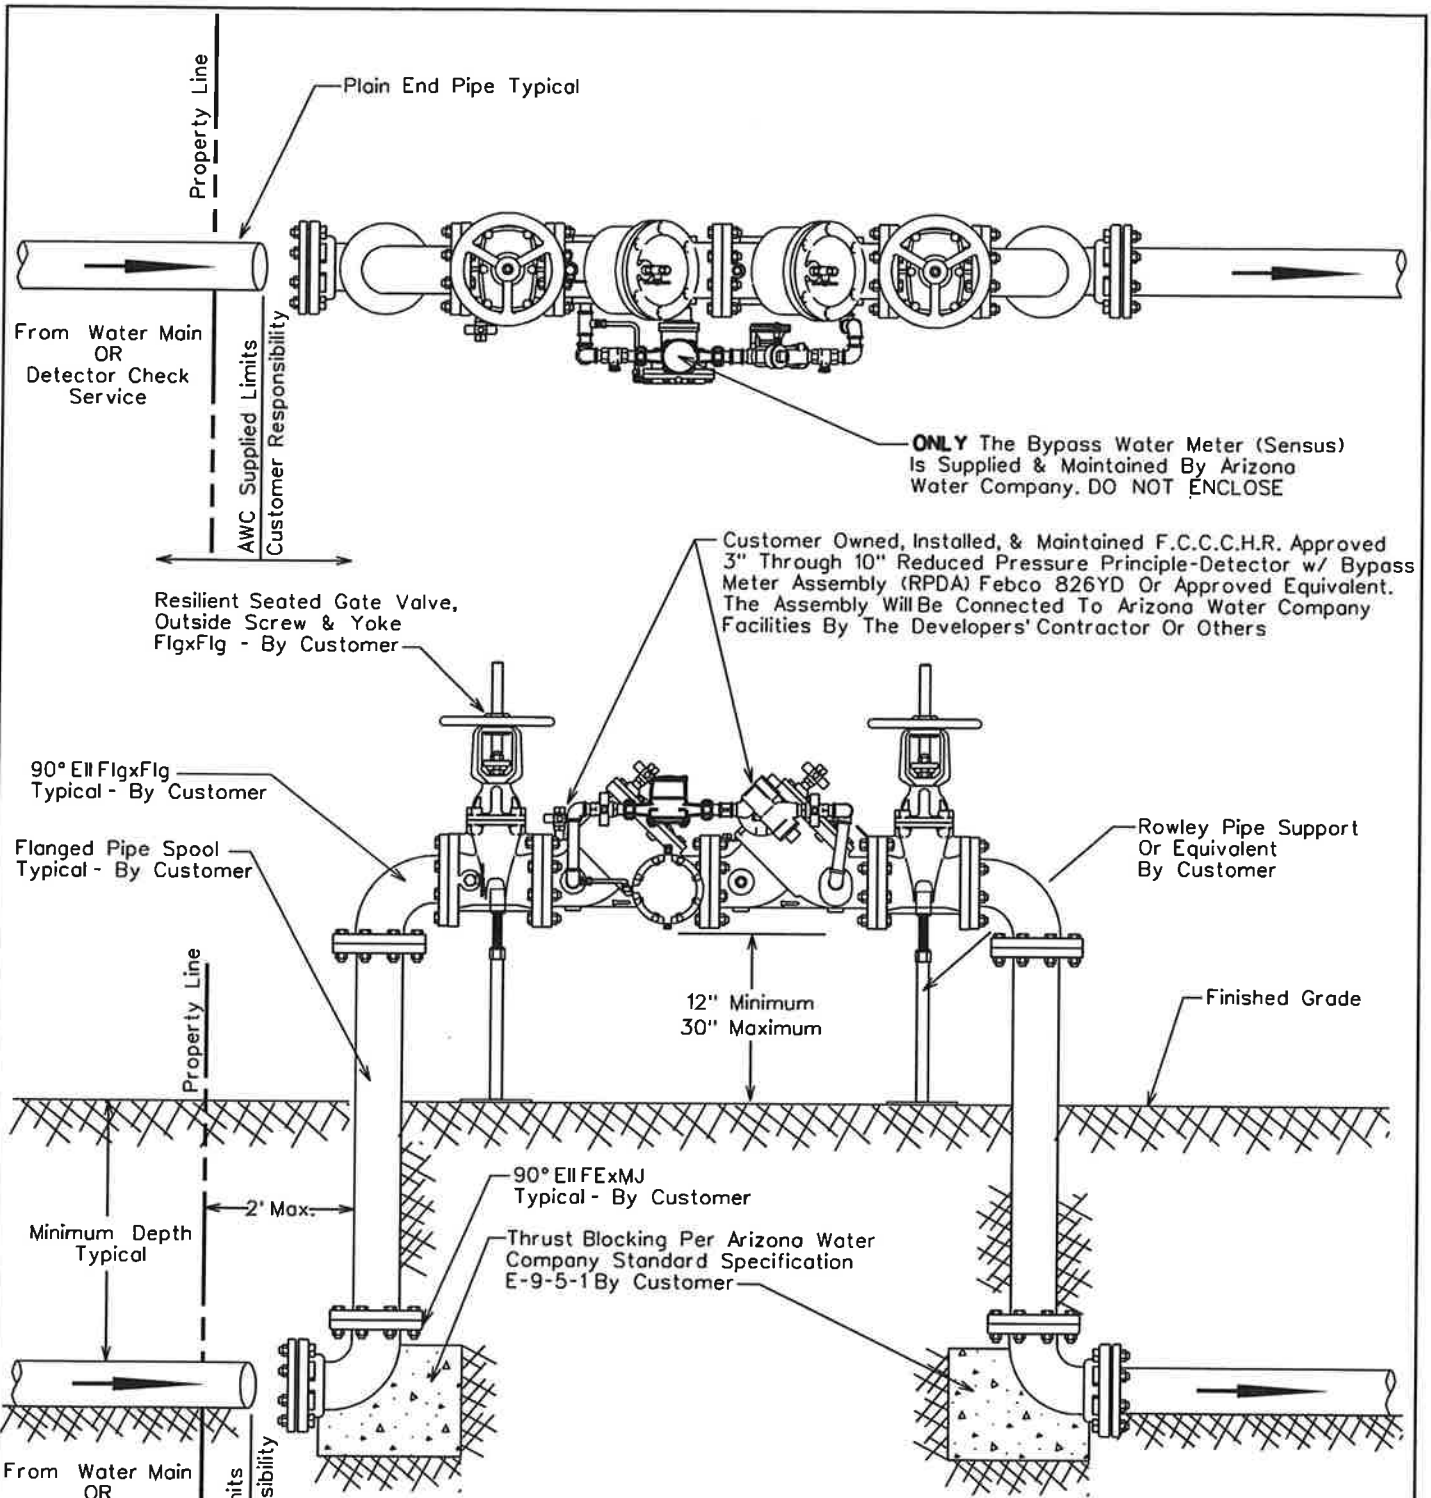 Property Line
Plain End Pipe Typical
From Water Main
OR
Detector Check
Service
AWC Supplied Limits
Customer Responsibility
ONLY The Bypass Water Meter (Sensus)
Is Supplied & Maintained By Arizona
Water Company. DO NOT ENCLOSE
Customer Owned, Installed, & Maintained F.C.C.C.H.R. Approved
3" Through 10" Reduced Pressure Principle-Detector w/ Bypass
Meter Assembly (RPDA) Febco 826YD Or Approved Equivalent.
The Assembly Will Be Connected To Arizona Water Company
Facilities By The Developers' Contractor Or Others
Resilient Seated Gate Valve,
Outside Screw & Yoke
FlgxFlg - By Customer
90° Ell FlgxFlg
Typical - By Customer
Flanged Pipe Spool
Typical - By Customer
Rowley Pipe Support
Or Equivalent
By Customer
Property Line
12" Minimum
30" Maximum
Finished Grade
90° Ell FExMJ
Typical - By Customer
2' Max.
Minimum Depth
Typical
Thrust Blocking Per Arizona Water
Company Standard Specification
E-9-5-1 By Customer
From Water Main
OR
nits
sibility